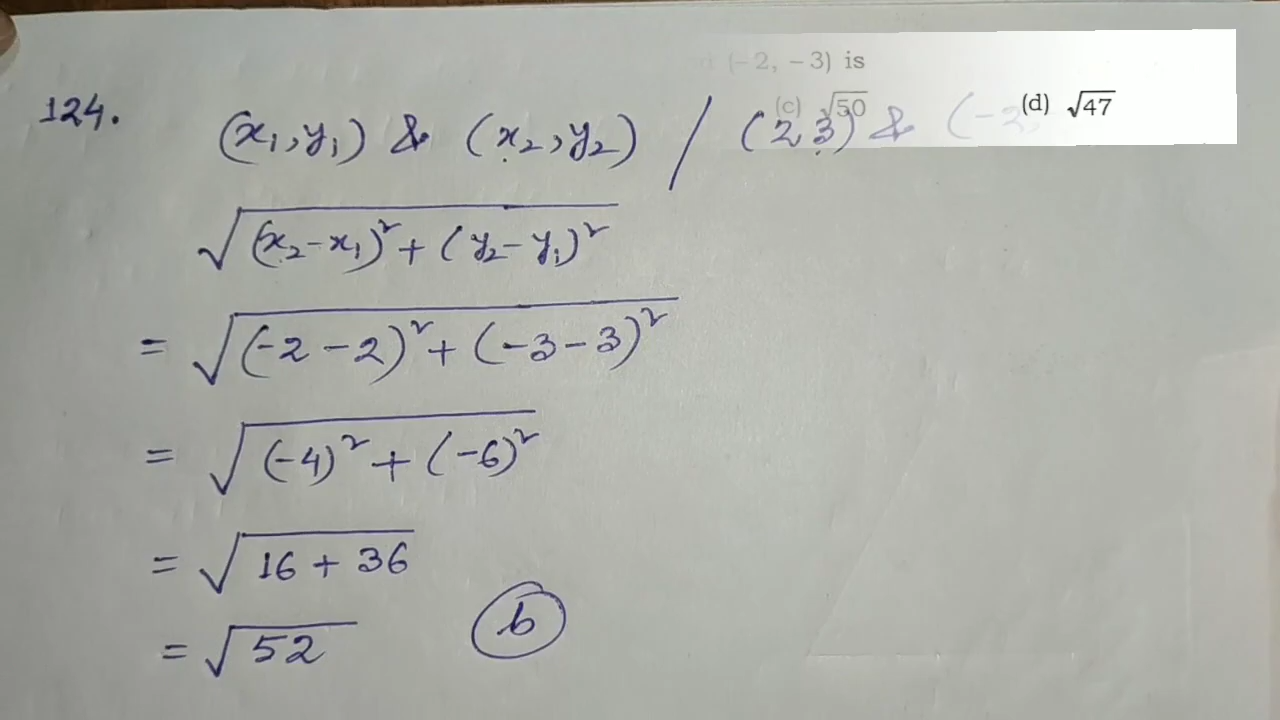 (-2, -3) is
(c) √50 (d) √47
124. (x₁,y₁) & (x₂,y₂) / (2,3) & (-2,
√(x₂-x₁)²+(y₂-y₁)²
= √(-2-2)²+(-3-3)²
= √(-4)²+(-6)²
= √16+36
= √52 b